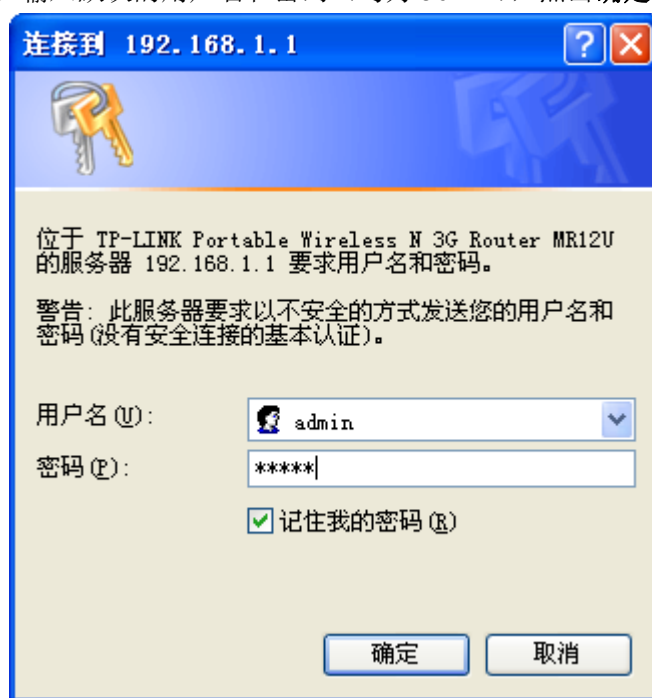 连接到 192.168.1.1
位于 TP-LINK Portable Wireless N 3G Router MR12U
的服务器 192.168.1.1 要求用户名和密码。
警告: 此服务器要求以不安全的方式发送您的用户名和
密码(没有安全连接的基本认证)。
用户名(U):
admin
密码(P):
*****
记住我的密码(R)
确定
取消